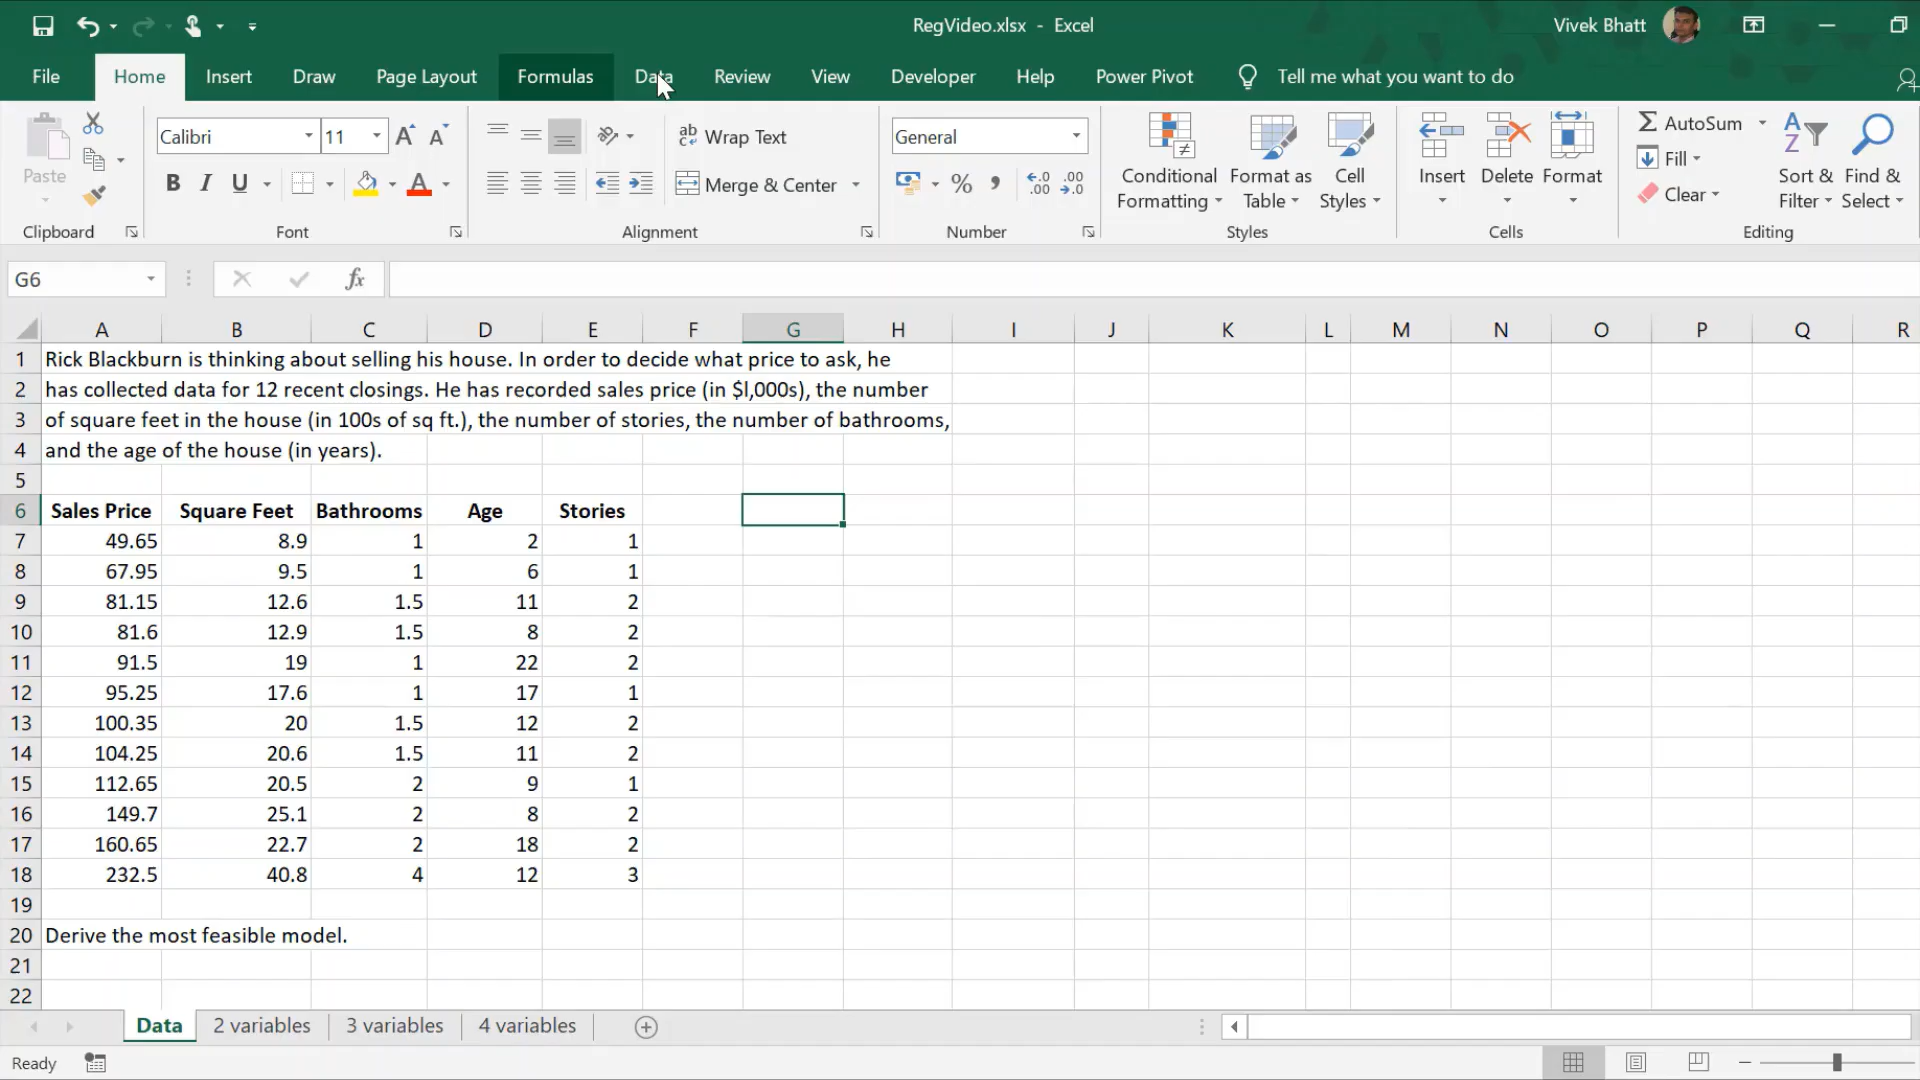 RegVideo.xlsx - Excel
Vivek Bhatt
File Home Insert Draw Page Layout Formulas Data Review View Developer Help Power Pivot Tell me what you want to do
Paste
Clipboard
Calibri 11
B I U
Font
ab Wrap Text
Merge & Center
Alignment
General
% ,
Number
Conditional Formatting
Format as Table
Cell Styles
Styles
Insert Delete Format
Cells
AutoSum
Fill
Clear
Sort & Filter
Find & Select
Editing
G6 fx
A B C D E F G H I J K L M N O P Q R
1 Rick Blackburn is thinking about selling his house. In order to decide what price to ask, he
2 has collected data for 12 recent closings. He has recorded sales price (in $l,000s), the number
3 of square feet in the house (in 100s of sq ft.), the number of stories, the number of bathrooms,
4 and the age of the house (in years).
5
6 Sales Price Square Feet Bathrooms Age Stories
7 49.65 8.9 1 2 1
8 67.95 9.5 1 6 1
9 81.15 12.6 1.5 11 2
10 81.6 12.9 1.5 8 2
11 91.5 19 1 22 2
12 95.25 17.6 1 17 1
13 100.35 20 1.5 12 2
14 104.25 20.6 1.5 11 2
15 112.65 20.5 2 9 1
16 149.7 25.1 2 8 2
17 160.65 22.7 2 18 2
18 232.5 40.8 4 12 3
19
20 Derive the most feasible model.
21
22
Data 2 variables 3 variables 4 variables
Ready